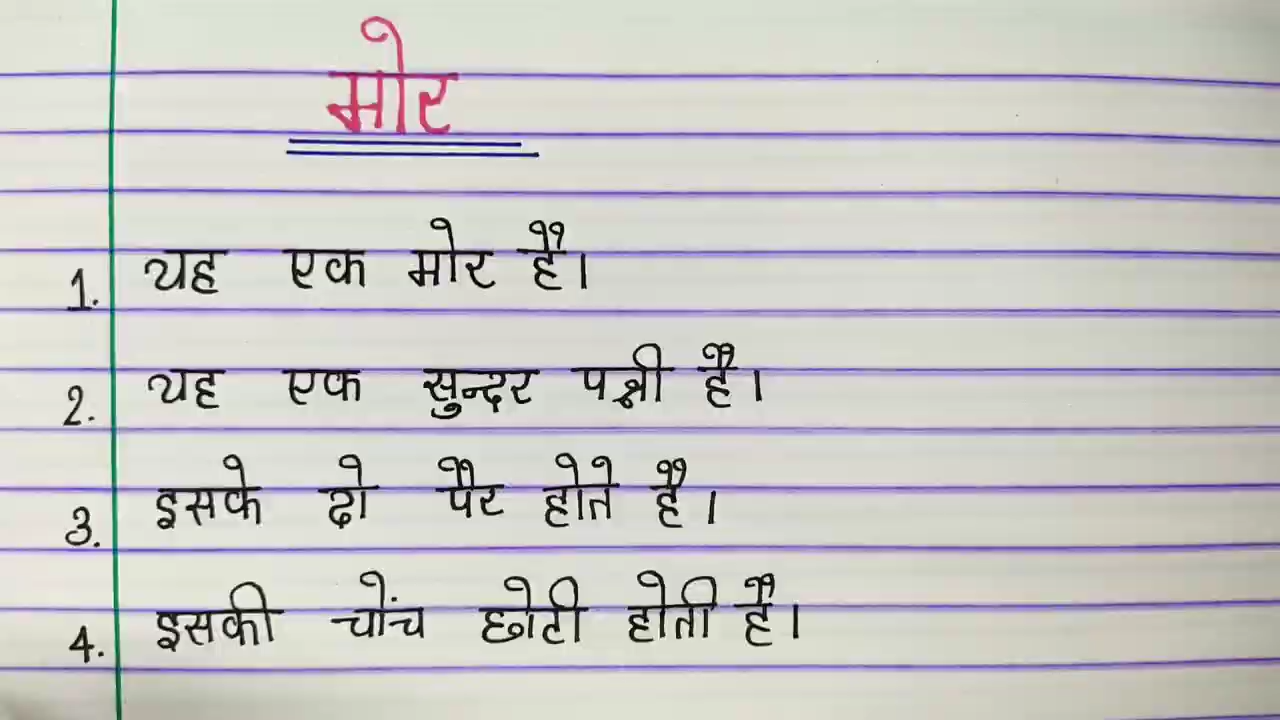 मोर
1. यह एक मोर है।
2. यह एक सुन्दर पक्षी है।
3. इसके दो पैर होते है।
4. इसकी चोंच छोटी होती है।